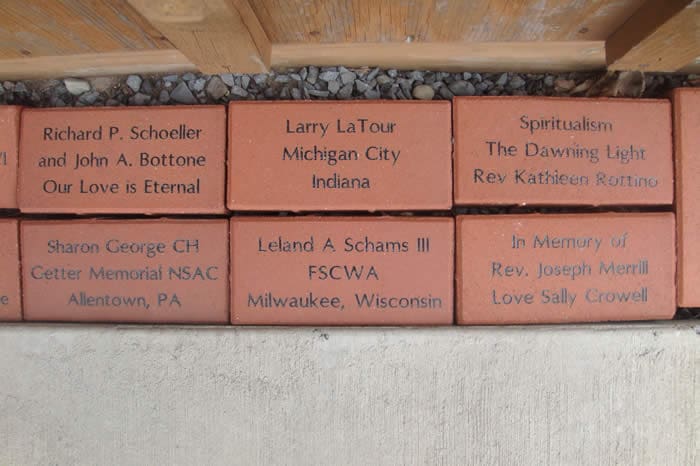 Richard P. Schoeller
and John A. Bottone
Our Love is Eternal
Larry LaTour
Michigan City
Indiana
Spiritualism
The Dawning Light
Rev Kathleen Rottino
Sharon George CH
Cetter Memorial NSAC
Allentown, PA
Leland A Schams III
FSCWA
Milwaukee, Wisconsin
In Memory of
Rev. Joseph Merrill
Love Sally Crowell